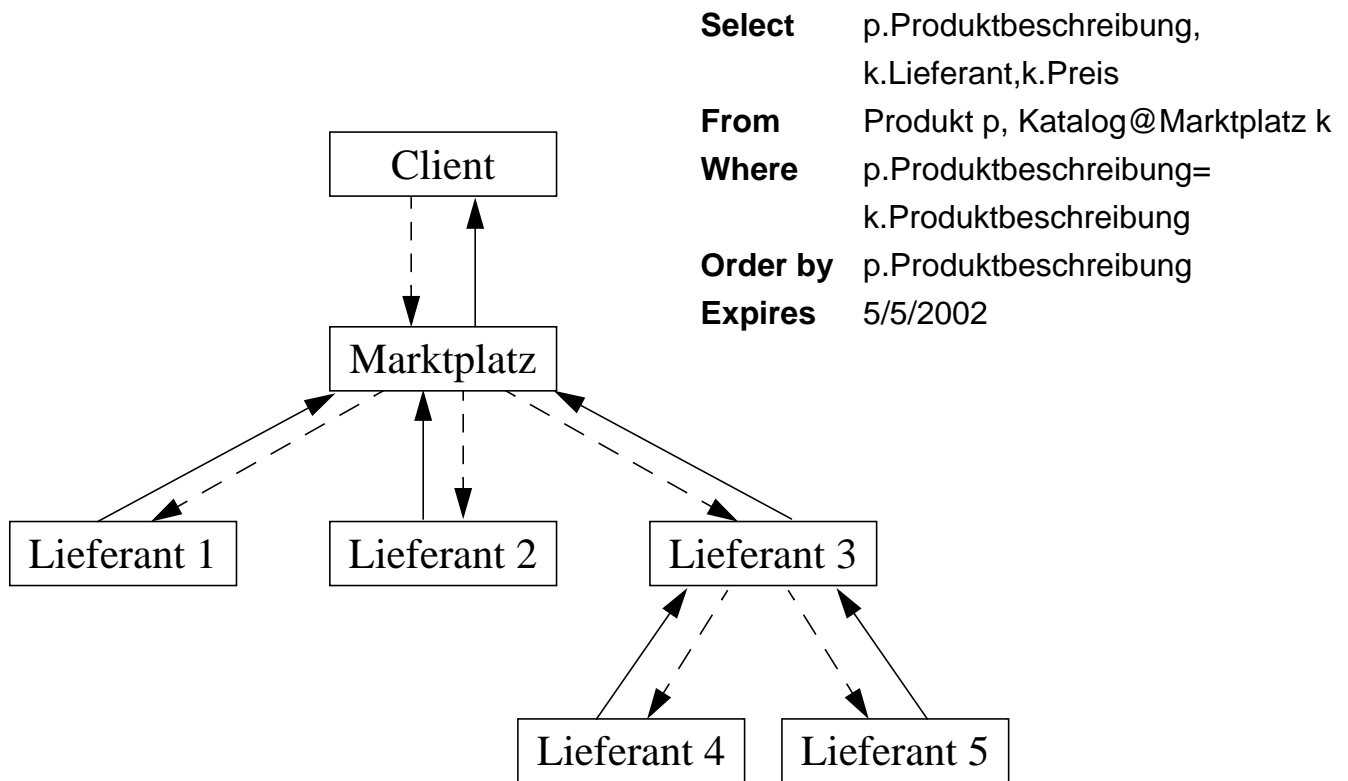 Select p.Produktbeschreibung,
k.Lieferant,k.Preis
From Produkt p, Katalog@Marktplatz k
Where p.Produktbeschreibung=
k.Produktbeschreibung
Order by p.Produktbeschreibung
Expires 5/5/2002
Client
Marktplatz
Lieferant 1
Lieferant 2
Lieferant 3
Lieferant 4
Lieferant 5